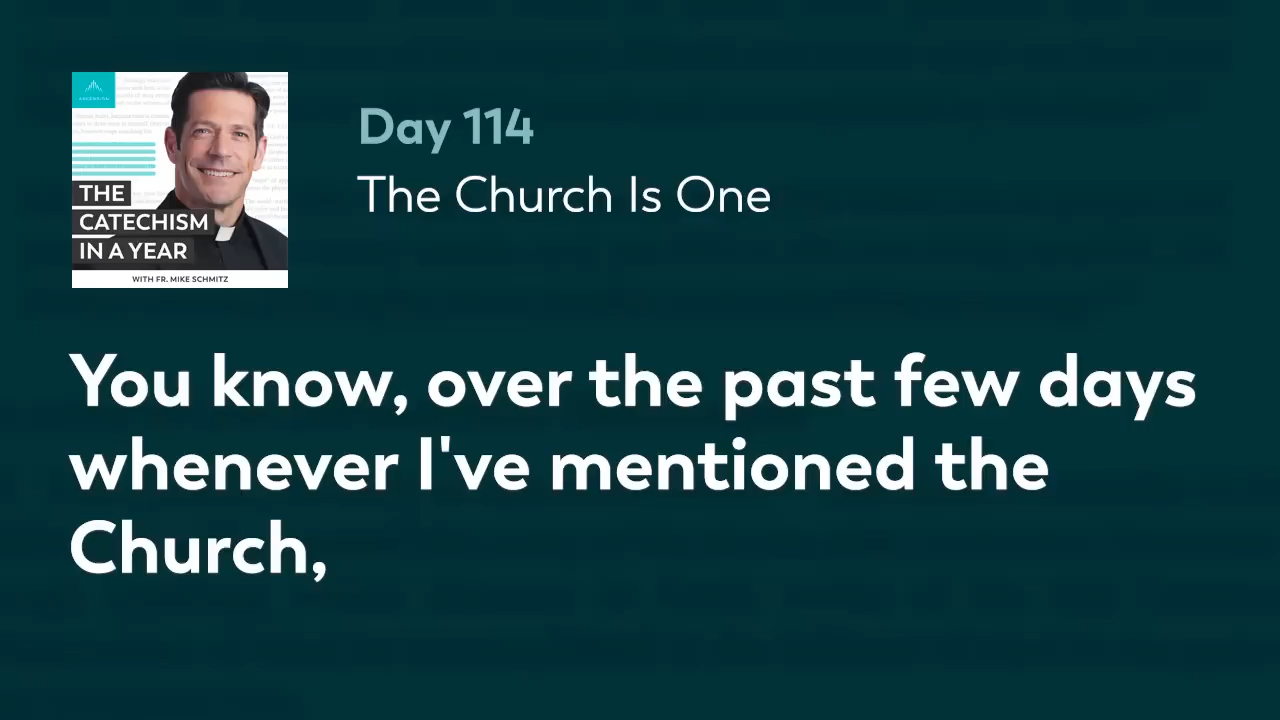 ASCENSION
THE
CATECHISM
IN A YEAR
WITH FR. MIKE SCHMITZ
Day 114
The Church Is One
You know, over the past few days
whenever I've mentioned the
Church,